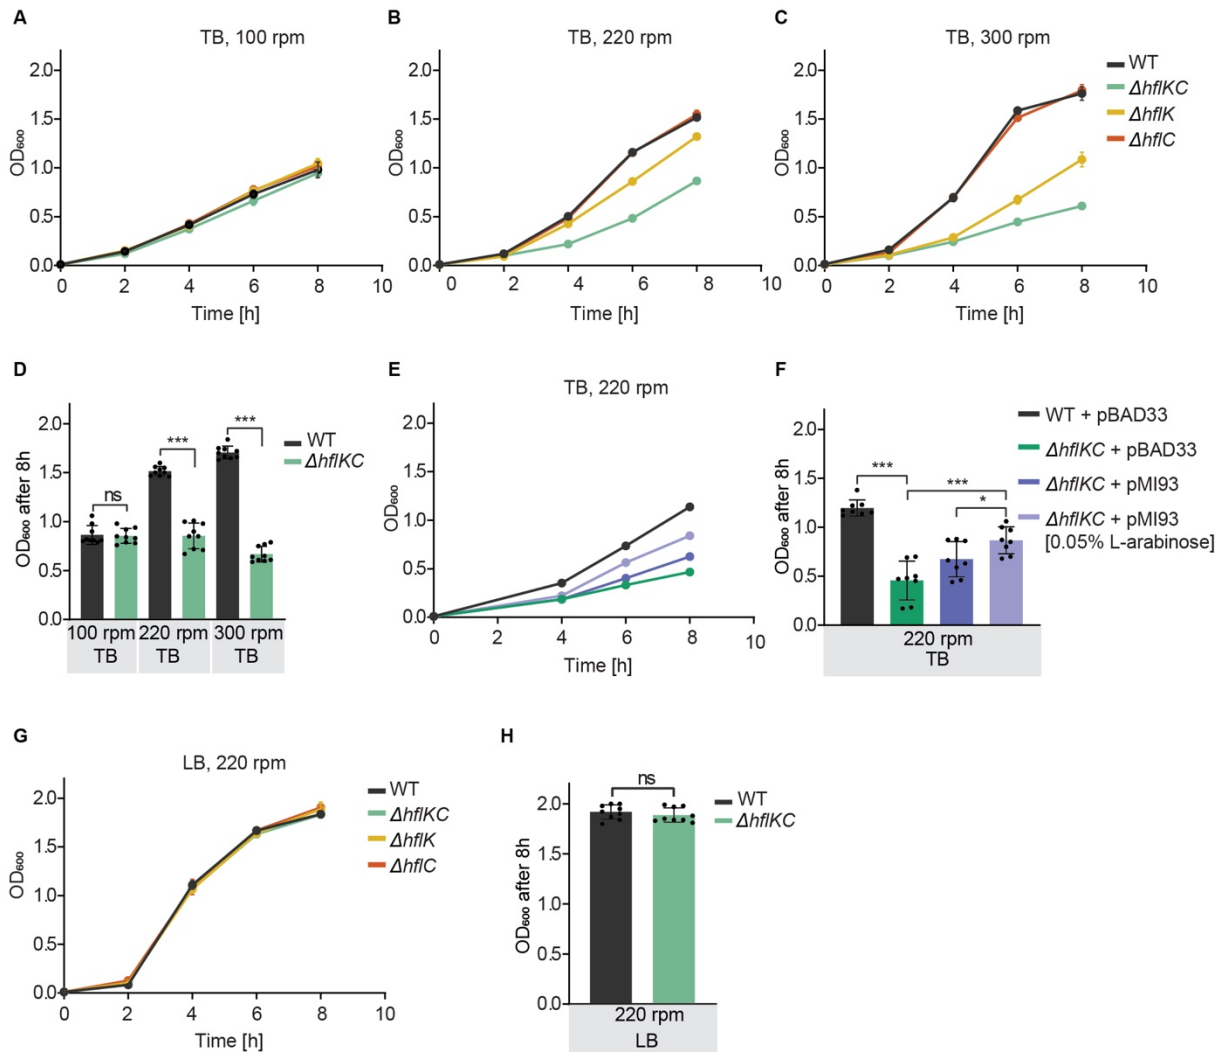 A
TB, 100 rpm
2.0
1.5
1.0
0.5
0.0
OD₆₀₀
0 2 4 6 8 10
Time [h]
B
TB, 220 rpm
2.0
1.5
1.0
0.5
0.0
OD₆₀₀
0 2 4 6 8 10
Time [h]
C
TB, 300 rpm
2.0
1.5
1.0
0.5
0.0
OD₆₀₀
0 2 4 6 8 10
Time [h]
WT
ΔhflKC
ΔhflK
ΔhflC
D
2.0
1.5
1.0
0.5
0.0
OD₆₀₀ after 8h
ns
***
***
WT
ΔhflKC
100 rpm 220 rpm 300 rpm
TB TB TB
E
TB, 220 rpm
2.0
1.5
1.0
0.5
0.0
OD₆₀₀
0 2 4 6 8 10
Time [h]
F
2.0
1.5
1.0
0.5
0.0
OD₆₀₀ after 8h
***
***
*
220 rpm
TB
WT + pBAD33
ΔhflKC + pBAD33
ΔhflKC + pMI93
ΔhflKC + pMI93
[0.05% L-arabinose]
G
LB, 220 rpm
2.0
1.5
1.0
0.5
0.0
OD₆₀₀
0 2 4 6 8 10
Time [h]
WT
ΔhflKC
ΔhflK
ΔhflC
H
2.0
1.5
1.0
0.5
0.0
OD₆₀₀ after 8h
ns
WT
ΔhflKC
220 rpm
LB